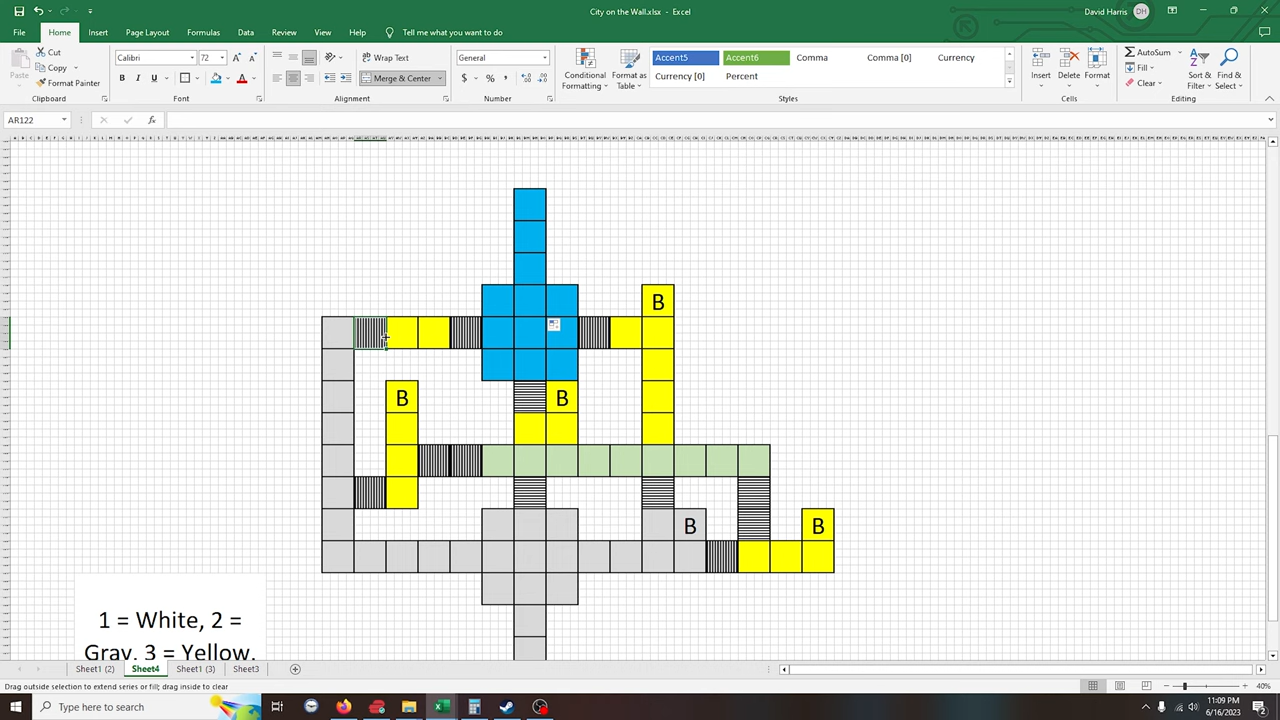 City on the Wall.xlsx - Excel
David Harris
DH
File
Home
Insert
Page Layout
Formulas
Data
Review
View
Help
Tell me what you want to do
Paste
Cut
Copy
Format Painter
Clipboard
Calibri
72
B I U
Font
Wrap Text
Merge & Center
Alignment
General
$ % ,
Number
Conditional
Formatting
Format as
Table
Accent5
Accent6
Comma
Comma [0]
Currency
Currency [0]
Percent
Styles
Insert
Delete
Format
Cells
AutoSum
Fill
Clear
Sort &
Filter
Find &
Select
Editing
AR122
fx
B
B
B
B
B
1 = White, 2 =
Gray, 3 = Yellow,
Sheet1 (2)
Sheet4
Sheet1 (3)
Sheet3
Drag outside selection to extend series or fill; drag inside to clear
40%
Type here to search
11:09 PM
6/16/2023